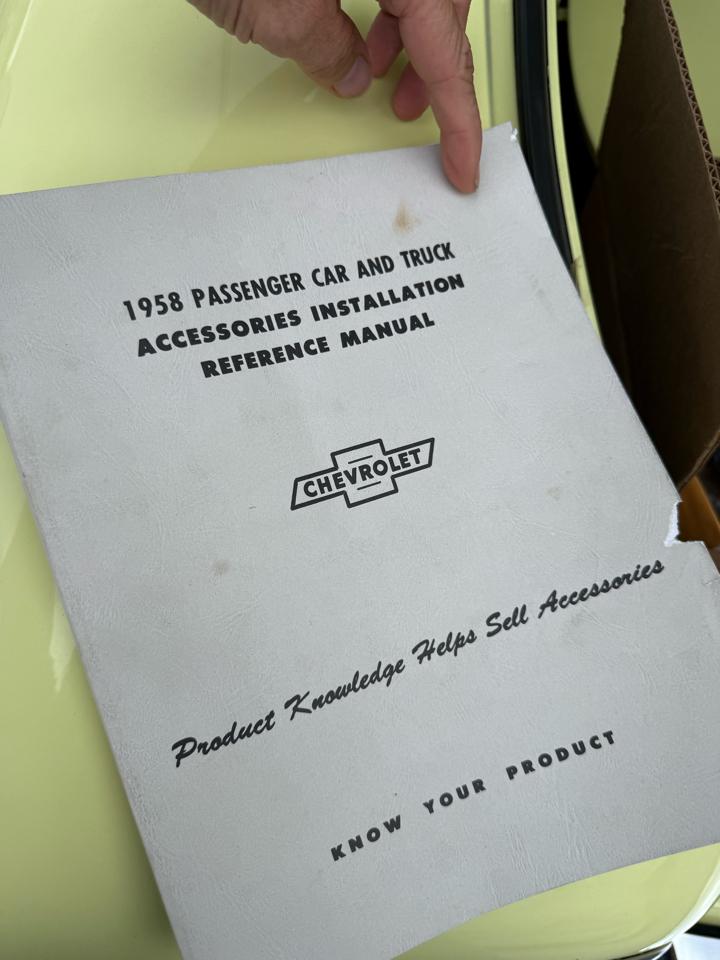 1958 PASSENGER CAR AND TRUCK
ACCESSORIES INSTALLATION
REFERENCE MANUAL
CHEVROLET
Product Knowledge Helps Sell Accessories
KNOW YOUR PRODUCT